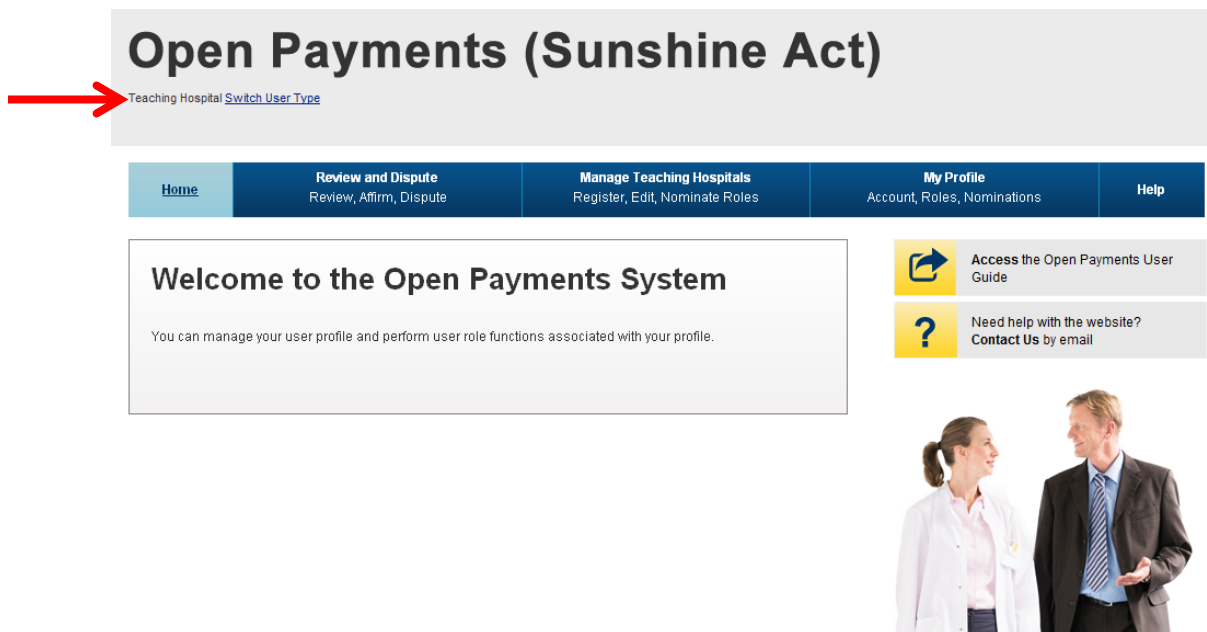 Open Payments (Sunshine Act)
Teaching Hospital Switch User Type
Home
Review and Dispute
Review, Affirm, Dispute
Manage Teaching Hospitals
Register, Edit, Nominate Roles
My Profile
Account, Roles, Nominations
Help
Welcome to the Open Payments System
You can manage your user profile and perform user role functions associated with your profile.
Access the Open Payments User
Guide
?
Need help with the website?
Contact Us by email